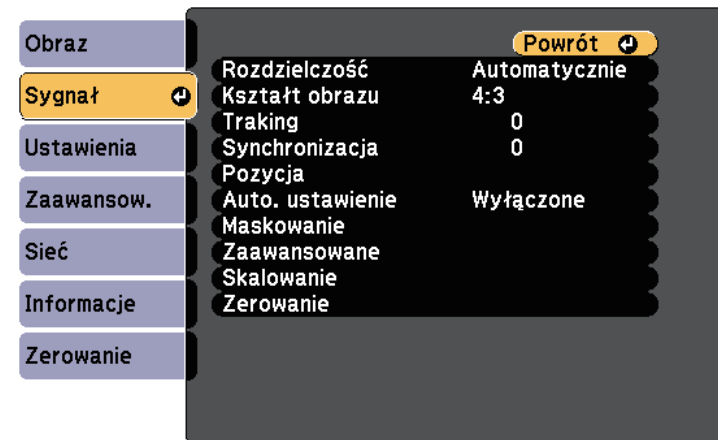 Obraz
Sygnał
Ustawienia
Zaawansow.
Sieć
Informacje
Zerowanie
Powrót
Rozdzielczość Automatycznie
Kształt obrazu 4:3
Traking 0
Synchronizacja 0
Pozycja
Auto. ustawienie Wyłączone
Maskowanie
Zaawansowane
Skalowanie
Zerowanie